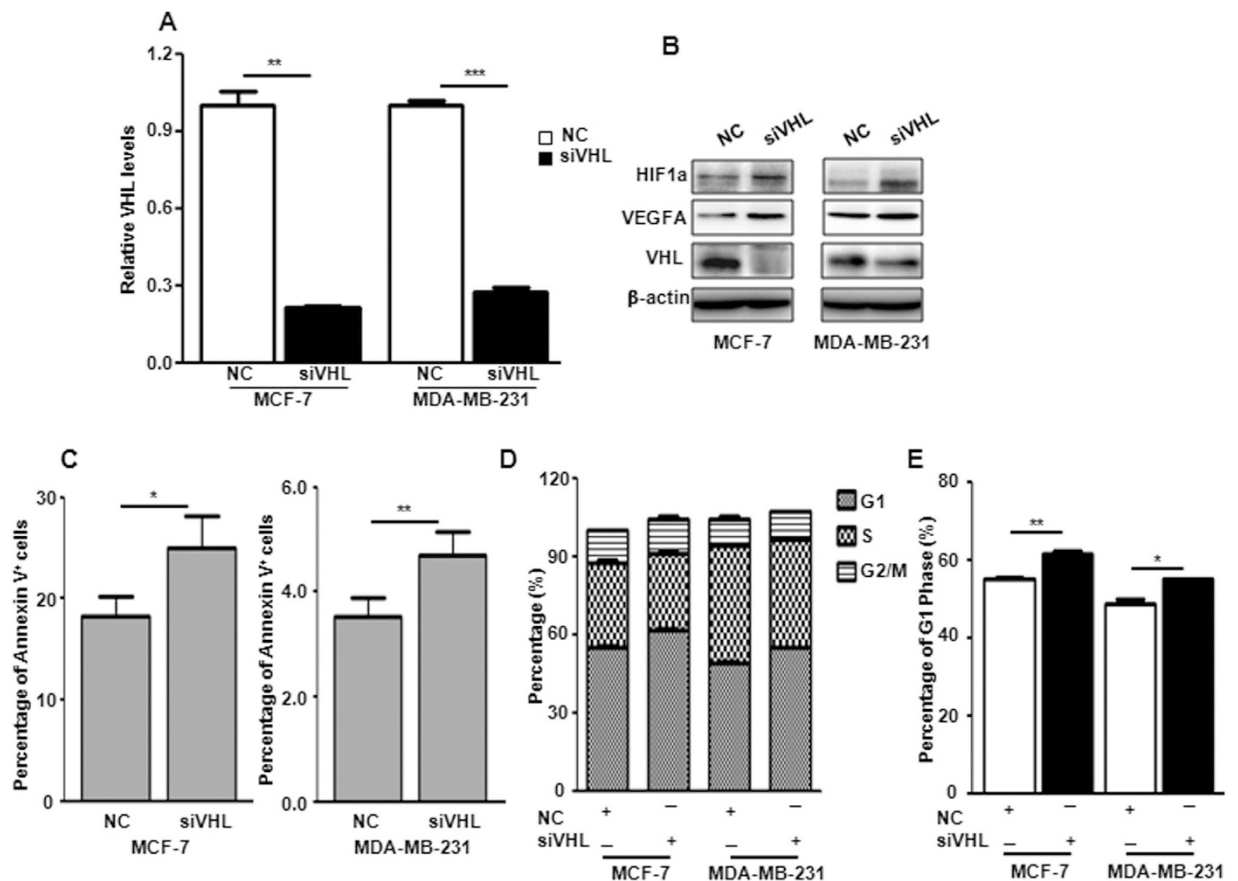 A
Relative VHL levels
1.2
0.9
0.6
0.3
0.0
**
***
NC
siVHL
NC siVHL NC siVHL
MCF-7 MDA-MB-231
B
NC siVHL NC siVHL
HIF1a
VEGFA
VHL
β-actin
MCF-7 MDA-MB-231
C
Percentage of Annexin V⁺ cells
30
20
10
0
*
NC siVHL
MCF-7
Percentage of Annexin V⁺ cells
6.0
4.0
2.0
0.0
**
NC siVHL
MDA-MB-231
D
Percentage (%)
120
90
60
30
0
G1
S
G2/M
NC + – + –
siVHL – + – +
MCF-7 MDA-MB-231
E
Percentage of G1 Phase (%)
80
60
40
20
0
**
*
NC + – + –
siVHL – + – +
MCF-7 MDA-MB-231